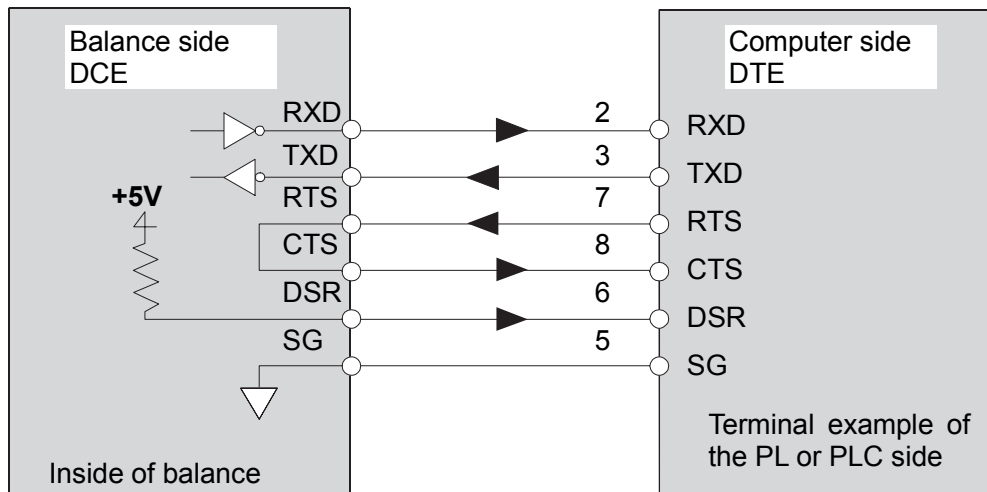 Balance side
DCE
Computer side
DTE
RXD
2
RXD
TXD
3
TXD
+5V
RTS
7
RTS
CTS
8
CTS
DSR
6
DSR
SG
5
SG
Inside of balance
Terminal example of
the PL or PLC side